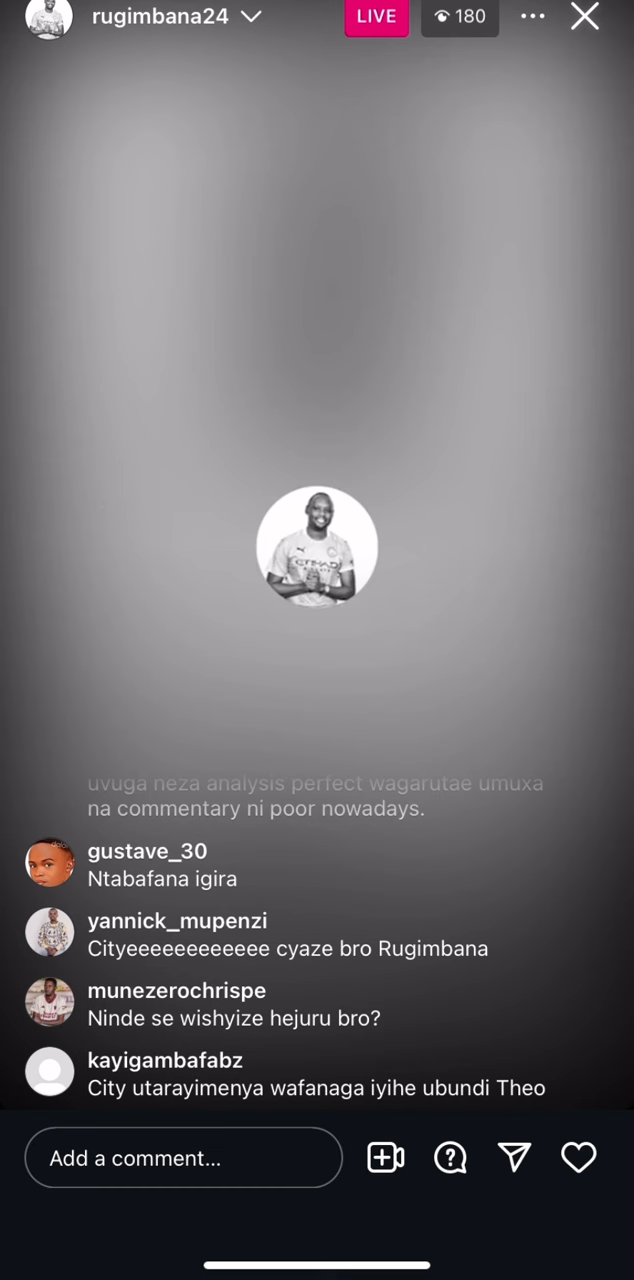 rugimbana24
LIVE
180
uvuga neza analysis perfect wagarutae umuxa
na commentary ni poor nowadays.
gustave_30
Ntabafana igira
yannick_mupenzi
Cityeeeeeeeeeeee cyaze bro Rugimbana
munezerochrispe
Ninde se wishyize hejuru bro?
kayigambafabz
City utarayimenya wafanaga iyihe ubundi Theo
Add a comment...